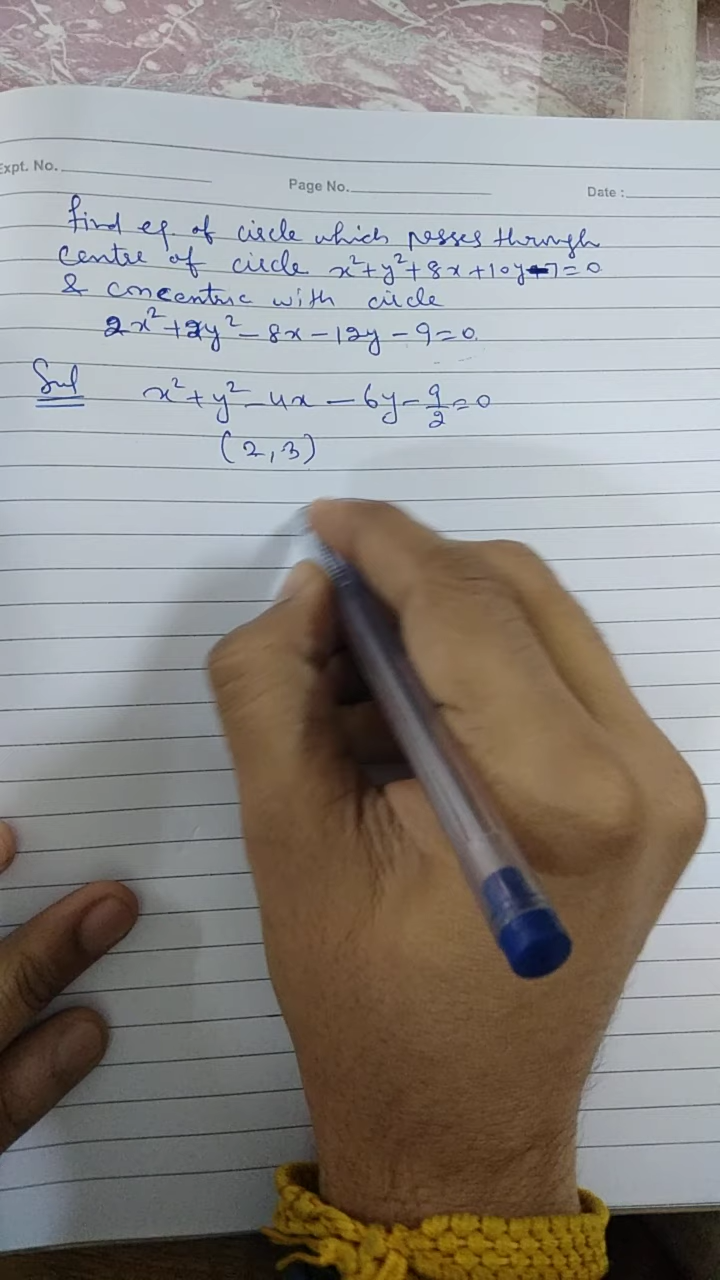 Expt. No.
Page No.
Date :
find eq. of circle which passes through
centre of circle x²+y²+8x+10y-7=0
& concentric with circle
2x²+2y²-8x-12y-9=0.
Sol x²+y²-4x-6y-9/2=0
(2,3)